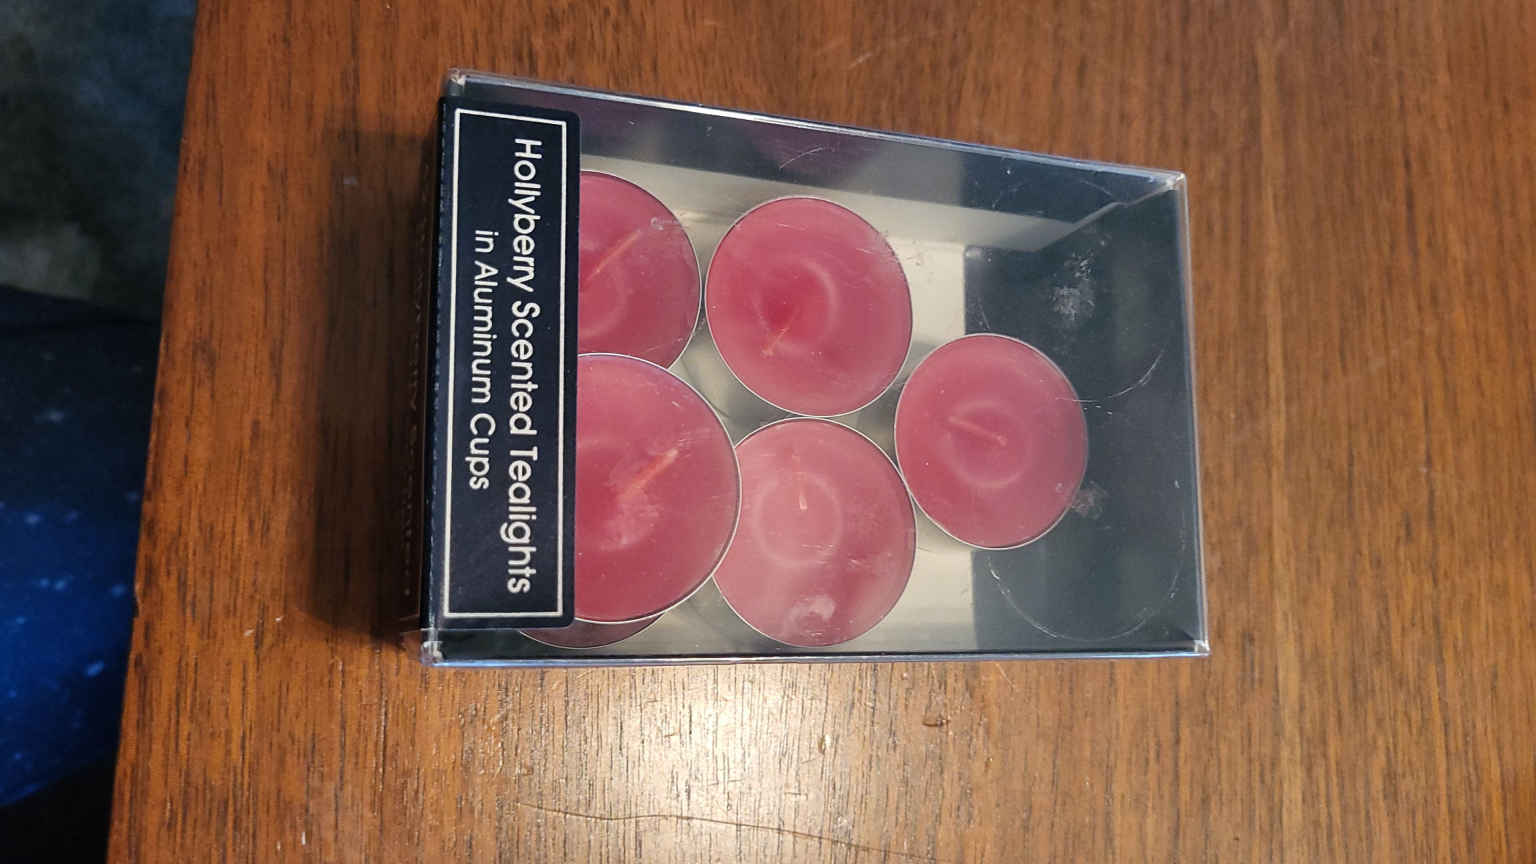 Hollyberry Scented Tealights
in Aluminum Cups